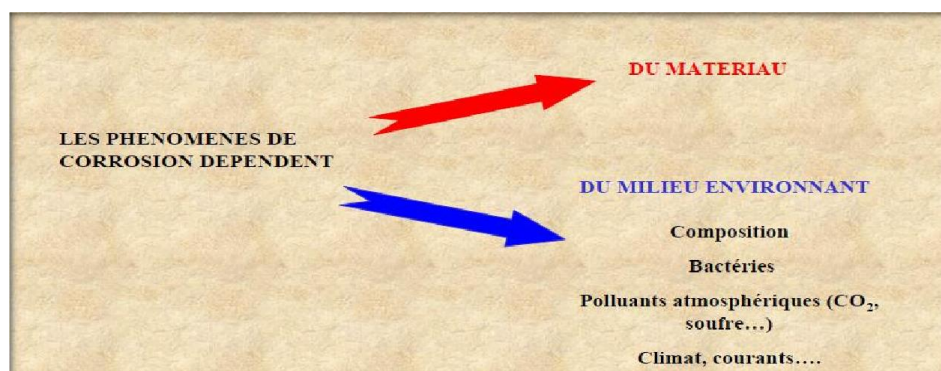 LES PHENOMENES DE
CORROSION DEPENDENT
DU MATERIAU
DU MILIEU ENVIRONNANT
Composition
Bactéries
Polluants atmosphériques (CO₂,
soufre…)
Climat, courants….